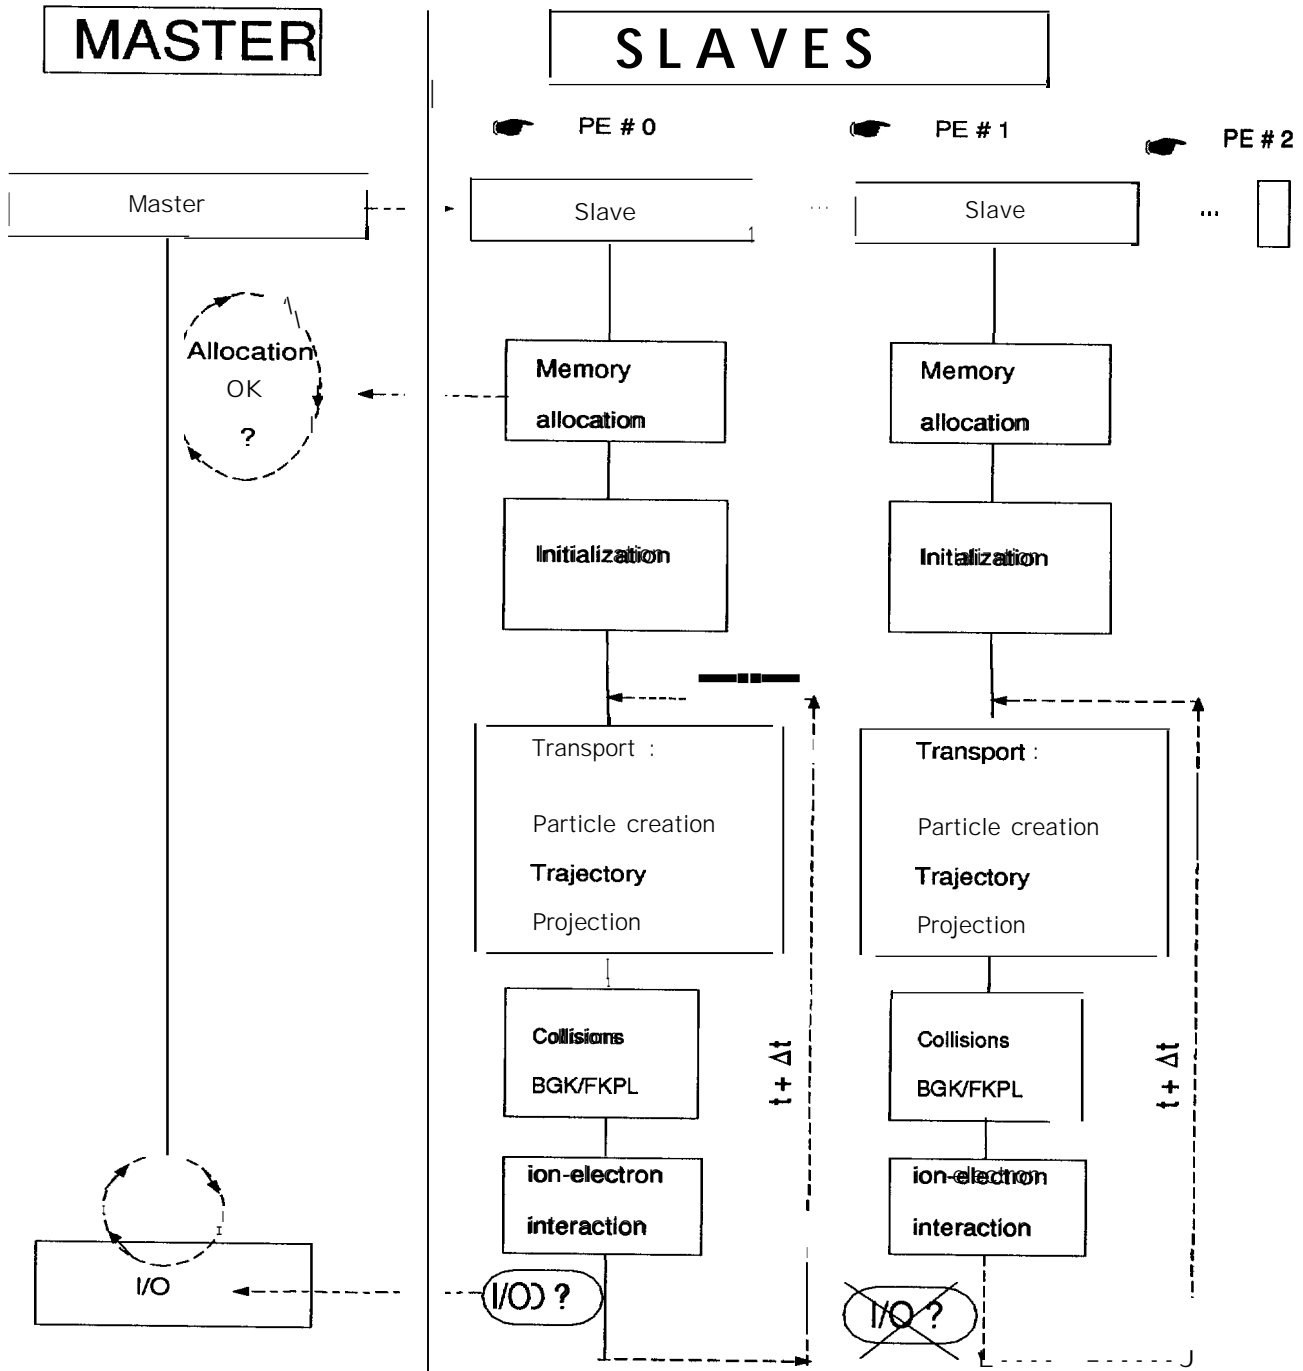 MASTER
SLAVES
PE # 0
PE # 1
PE # 2
Master
Slave
...
Slave
...
Allocation
OK
?
Memory
allocation
Memory
allocation
Initialization
Initialization
Transport :
Particle creation
Trajectory
Projection
Transport :
Particle creation
Trajectory
Projection
Collisions
BGK/FKPL
t + Δt
Collisions
BGK/FKPL
t + Δt
ion-electron
interaction
ion-electron
interaction
I/O
I/O ?
I/O ?